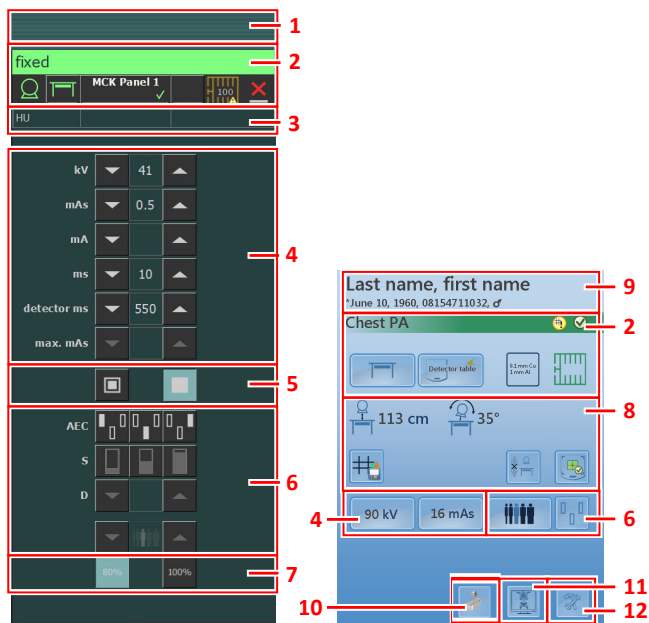 1
fixed
2
MCK Panel 1
100
HU
3
kV 41
mAs 0.5
mA
4
ms 10
detector ms 550
max. mAs
5
AEC
S
6
D
80% 100%
7
Last name, first name
9
*June 10, 1960, 08154711032, ♂
Chest PA
2
Detector table
0.1 mm Cu
1 mm Al
8
113 cm 35°
4
90 kV 16 mAs
6
11
10
12